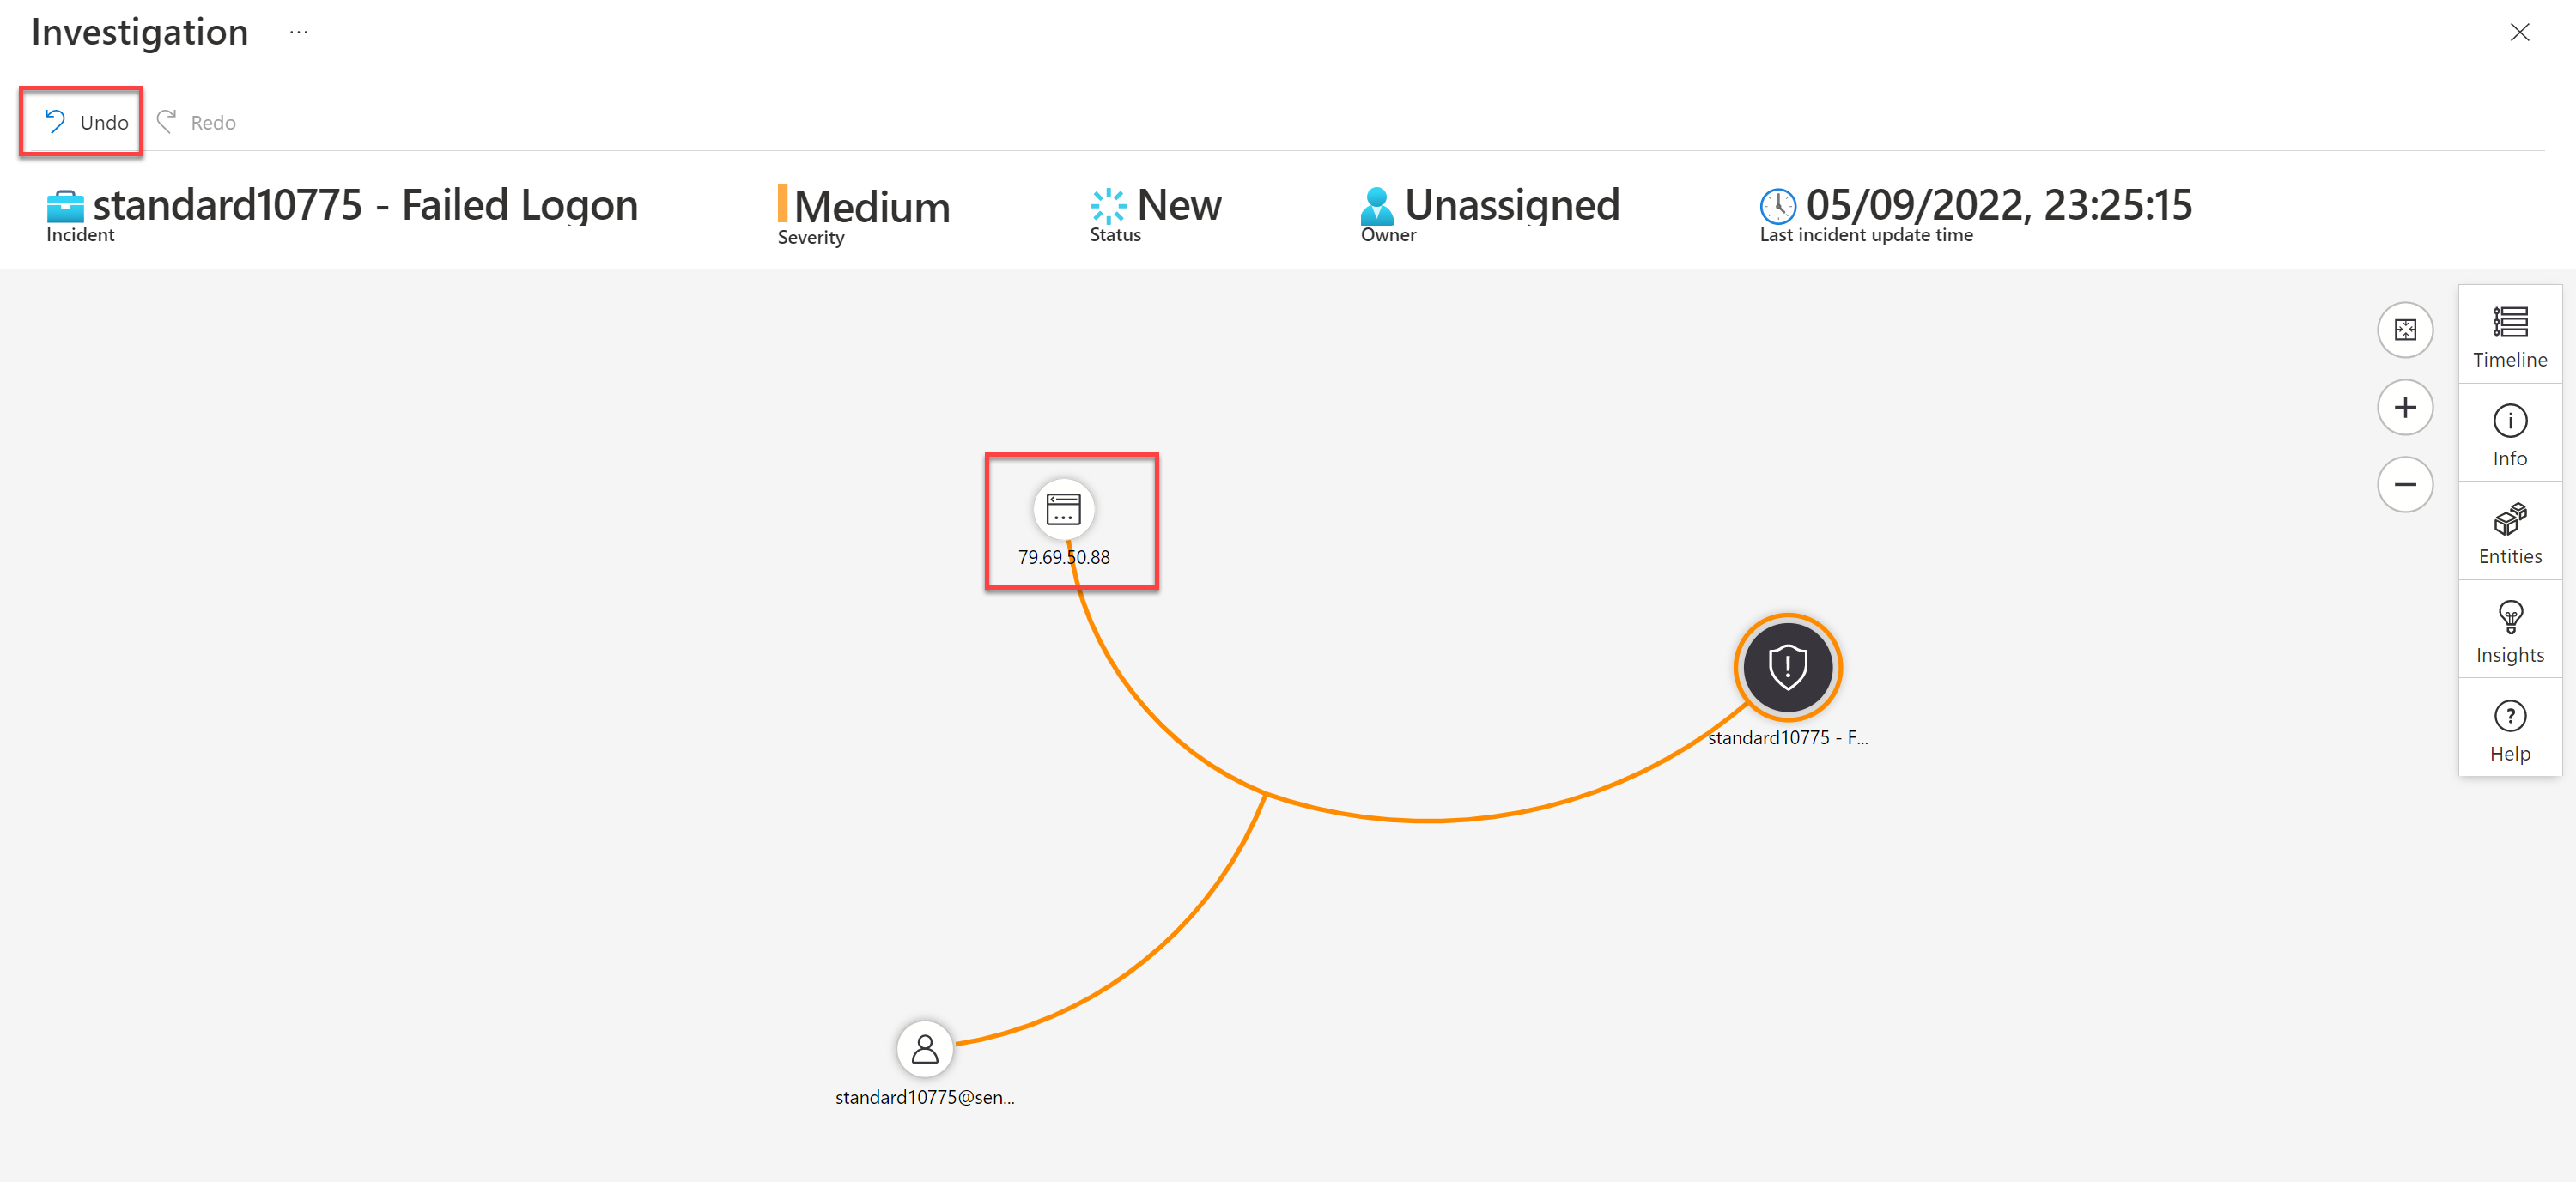 Investigation ...
Undo Redo
standard10775 - Failed Logon
Incident
Medium
Severity
New
Status
Unassigned
Owner
05/09/2022, 23:25:15
Last incident update time
Timeline
Info
Entities
Insights
Help
79.69.50.88
standard10775 - F...
standard10775@sen...